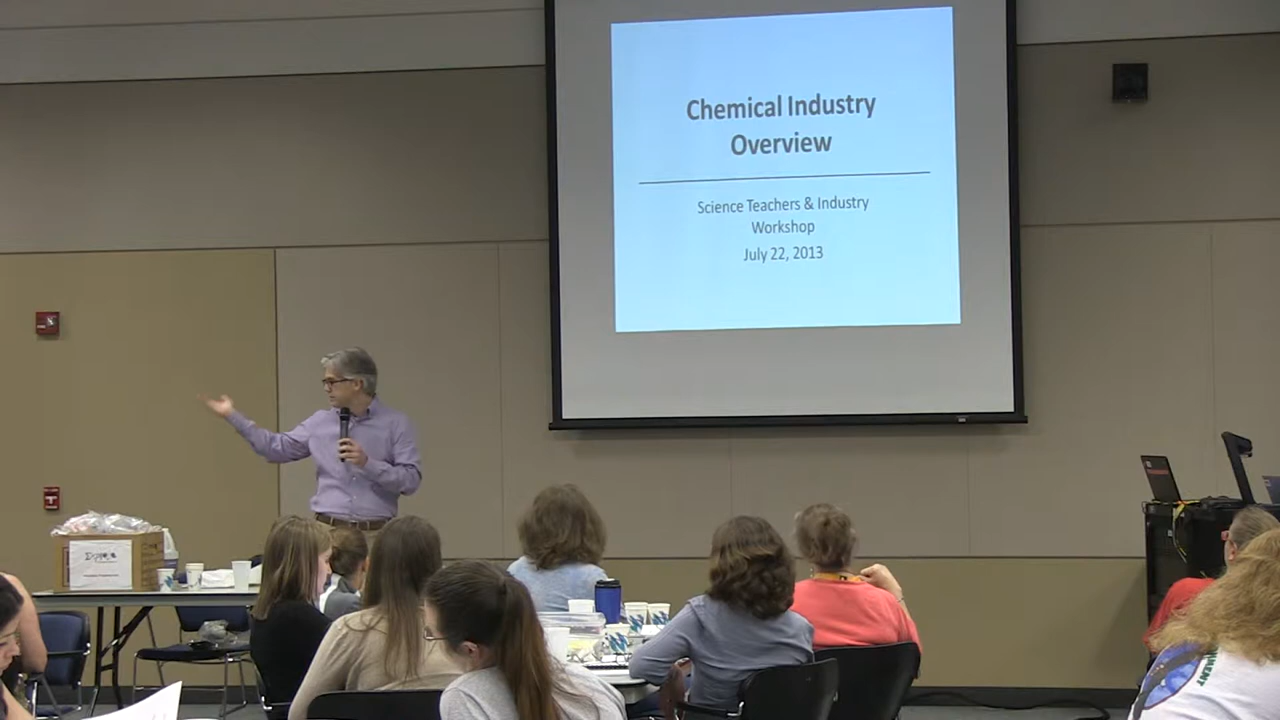 Chemical Industry
Overview
Science Teachers & Industry
Workshop
July 22, 2013